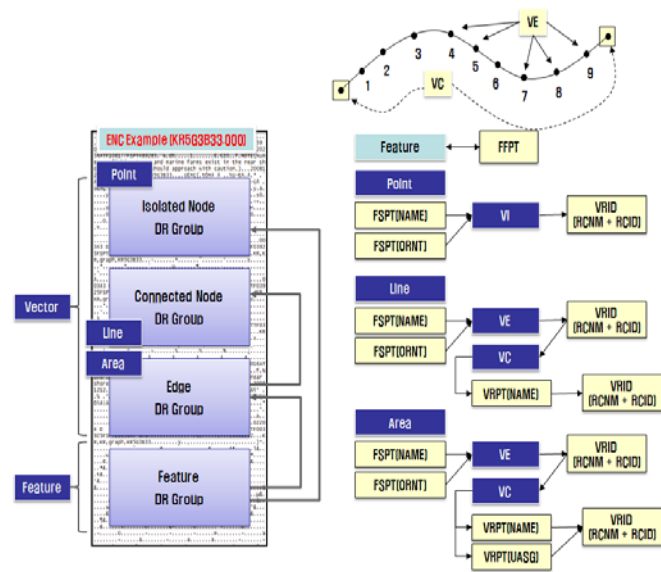 VE
1
2
3
4
5
6
7
8
9
VC
ENC Example [KR5G3B33.000]
Point
Isolated Node
DR Group
Connected Node
DR Group
Vector
Line
Area
Edge
DR Group
Feature
Feature
DR Group
Feature
FFPT
Point
FSPT[NAME]
FSPT[ORNT]
VI
VRID
[RCNM + RCID]
Line
FSPT[NAME]
FSPT[ORNT]
VE
VRID
[RCNM + RCID]
VC
VRPT[NAME]
VRID
[RCNM + RCID]
Area
FSPT[NAME]
FSPT[ORNT]
VE
VRID
[RCNM + RCID]
VC
VRPT[NAME]
VRPT[UASG]
VRID
[RCNM + RCID]